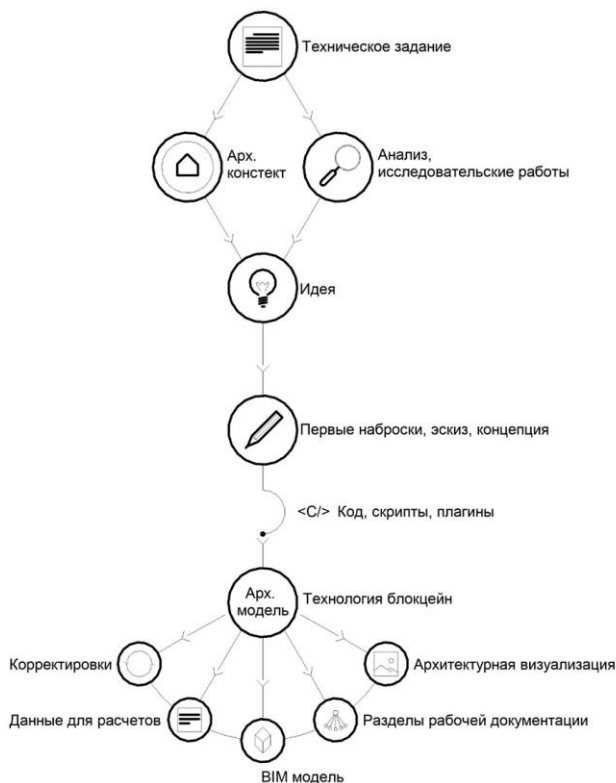 Техническое задание
Арх.
констект
Анализ,
исследовательские работы
Идея
Первые наброски, эскиз, концепция
<C/> Код, скрипты, плагины
Арх.
модель
Технология блокцейн
Корректировки
Архитектурная визуализация
Данные для расчетов
Разделы рабочей документации
BIM модель